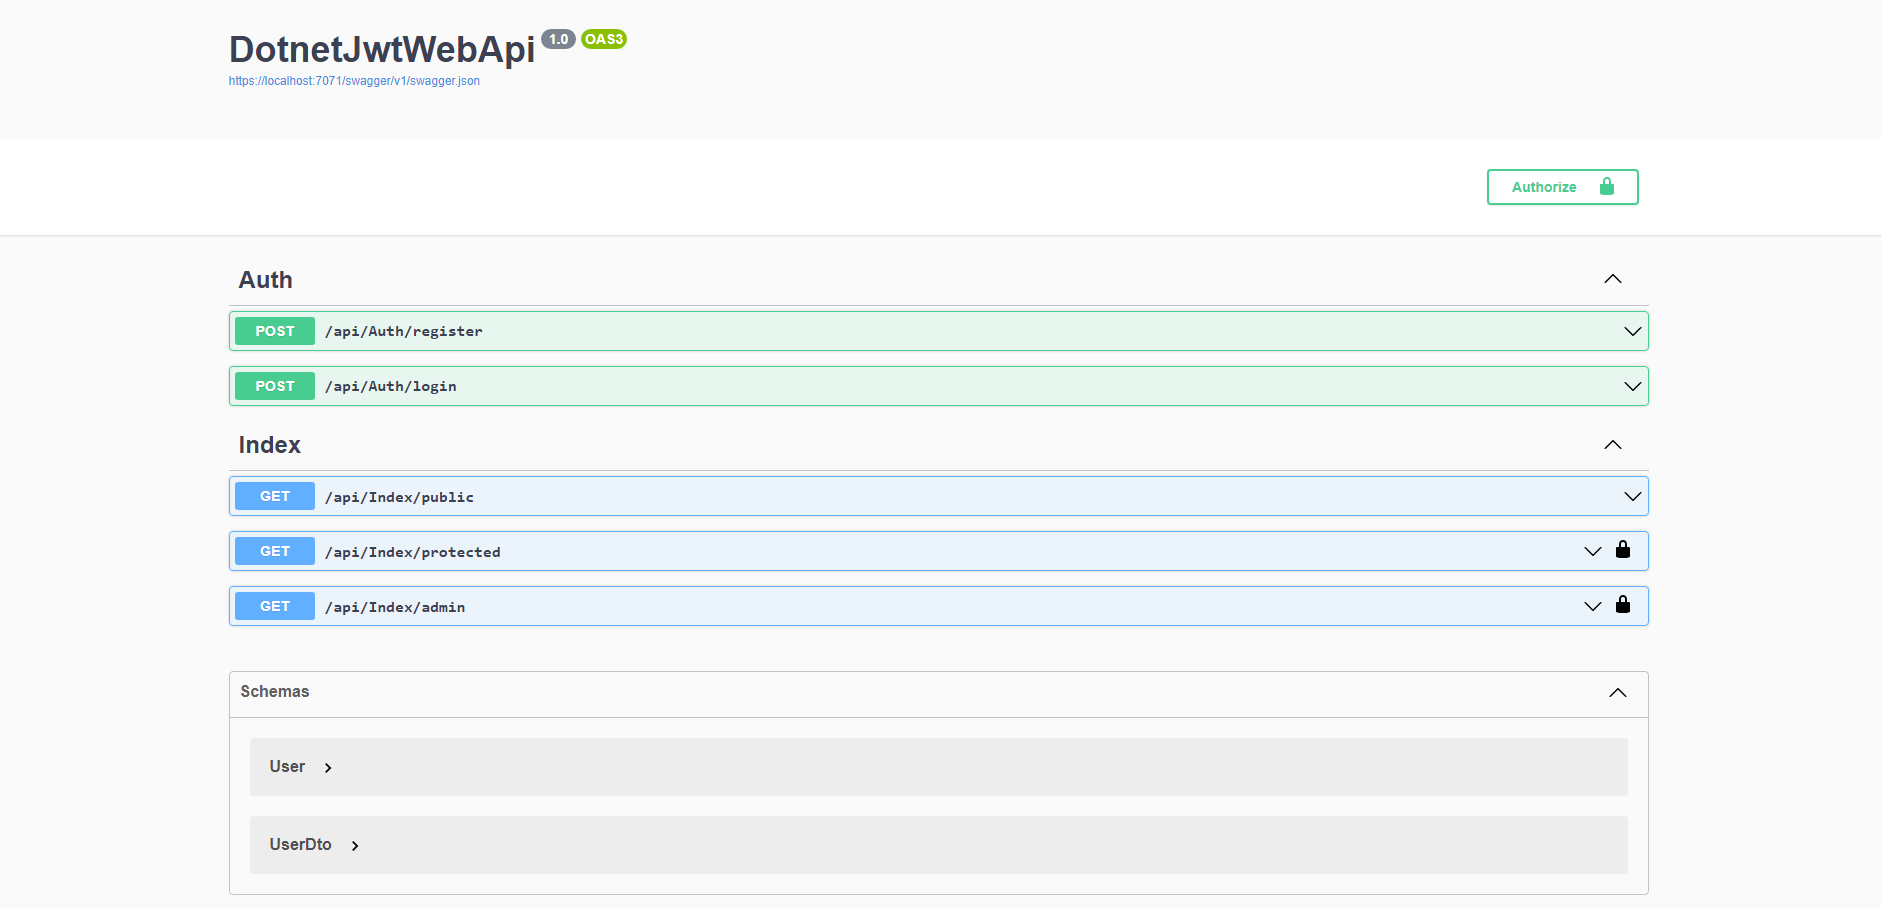 DotnetJwtWebApi 1.0 OAS3
https://localhost:7071/swagger/v1/swagger.json
Authorize
Auth
POST /api/Auth/register
POST /api/Auth/login
Index
GET /api/Index/public
GET /api/Index/protected
GET /api/Index/admin
Schemas
User
UserDto